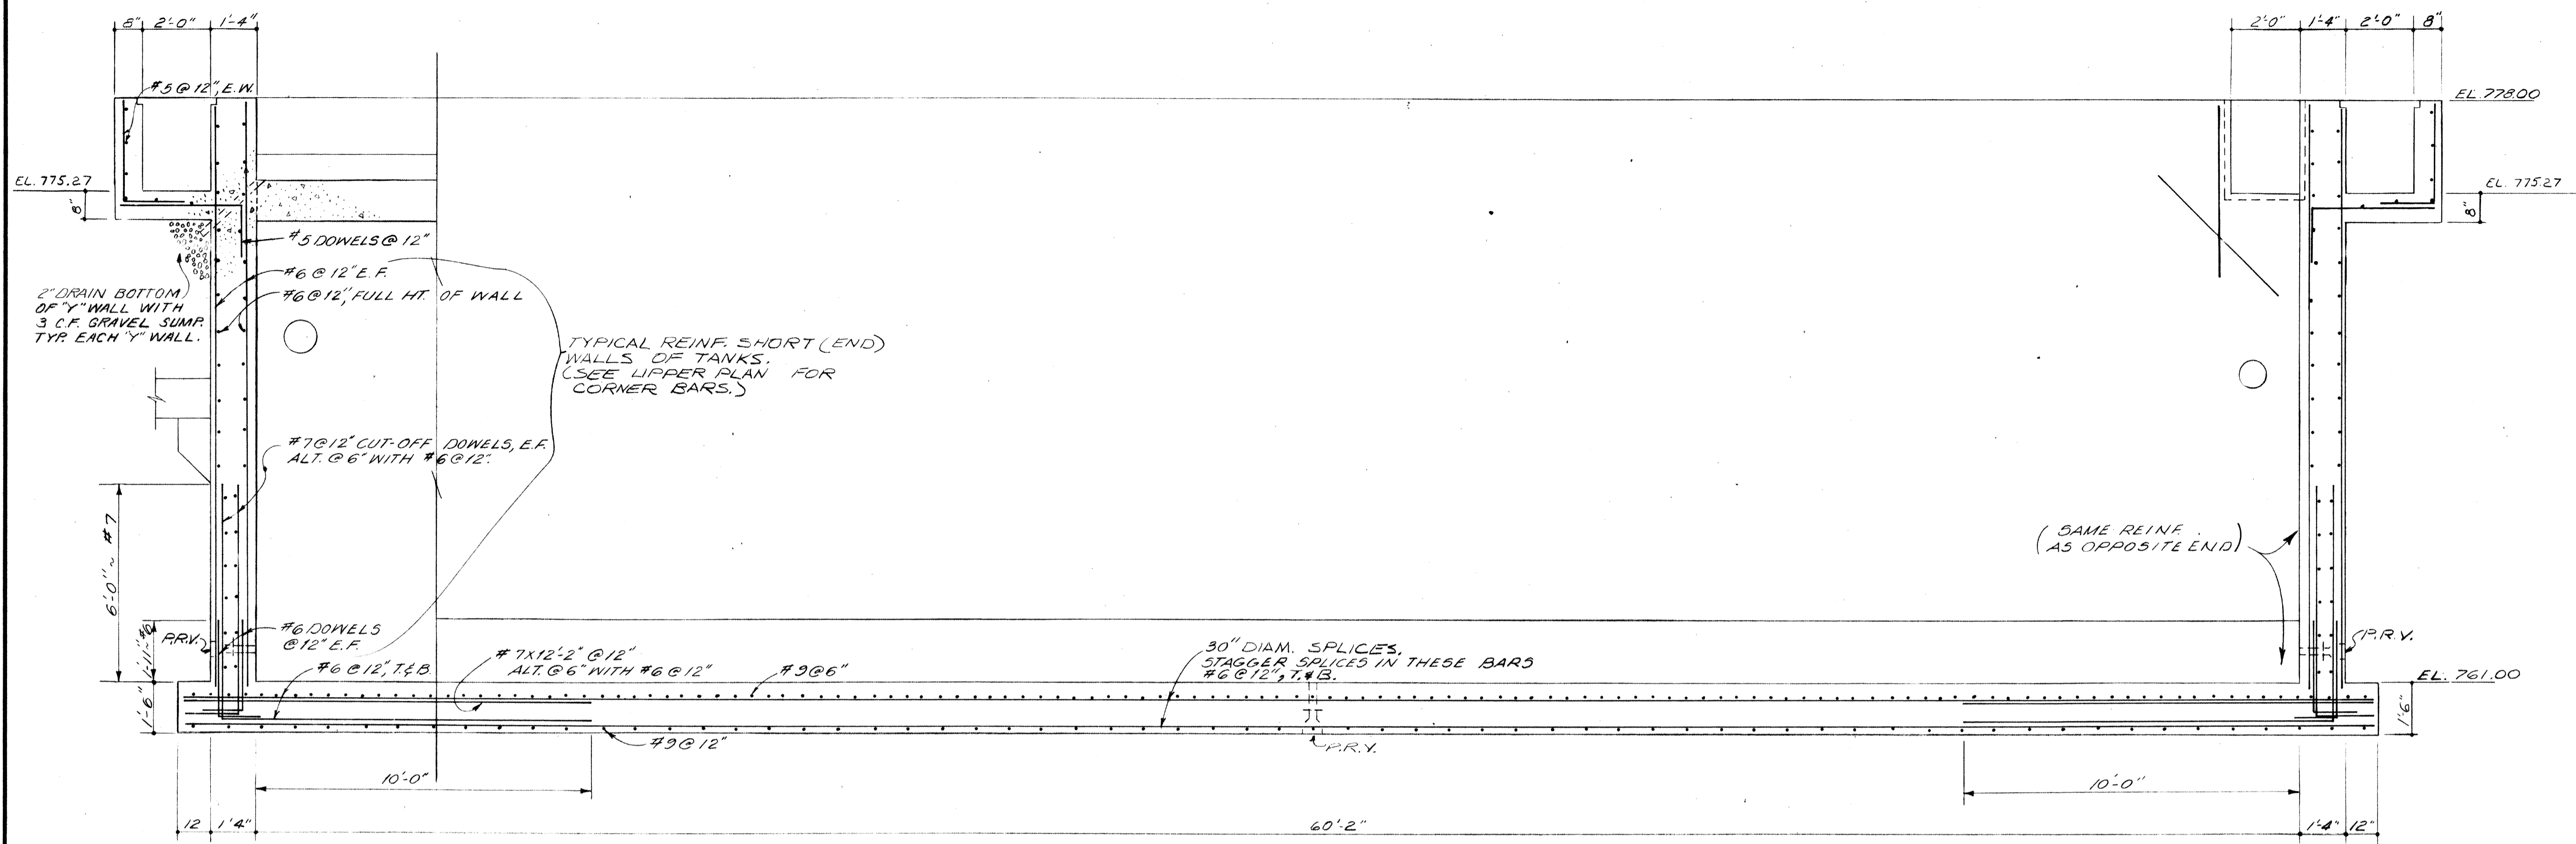 8" 2'-0" 1'-4"
2'-0" 1'-4" 2'-0" 8"
#5@12", E.W.
EL. 778.00
EL. 775.27
EL. 775.27
8"
8"
#5 DOWELS @ 12"
#6 @ 12" E.F.
#6@12", FULL HT. OF WALL
2" DRAIN BOTTOM
OF "Y" WALL WITH
3 C.F. GRAVEL SUMP.
TYP. EACH "Y" WALL.
TYPICAL REINF. SHORT (END)
WALLS OF TANKS.
(SEE UPPER PLAN FOR
CORNER BARS.)
#7@12" CUT-OFF DOWELS, E.F.
ALT. @ 6" WITH #6@12".
6'-0" ~ #7
(SAME REINF.
AS OPPOSITE END)
1'-11" ~ #6
P.R.V.
#6 DOWELS
@12" E.F.
#6 @ 12", T.&B.
#7X12'-2" @12"
ALT. @ 6" WITH #6 @ 12"
#9@6"
30" DIAM. SPLICES,
STAGGER SPLICES IN THESE BARS
#6 @ 12", T.&B.
P.R.V.
EL. 761.00
1'-6"
1'-6"
#9@12"
P.R.V.
10'-0"
10'-0"
12 1'4" 60'-2" 1'-4" 12"